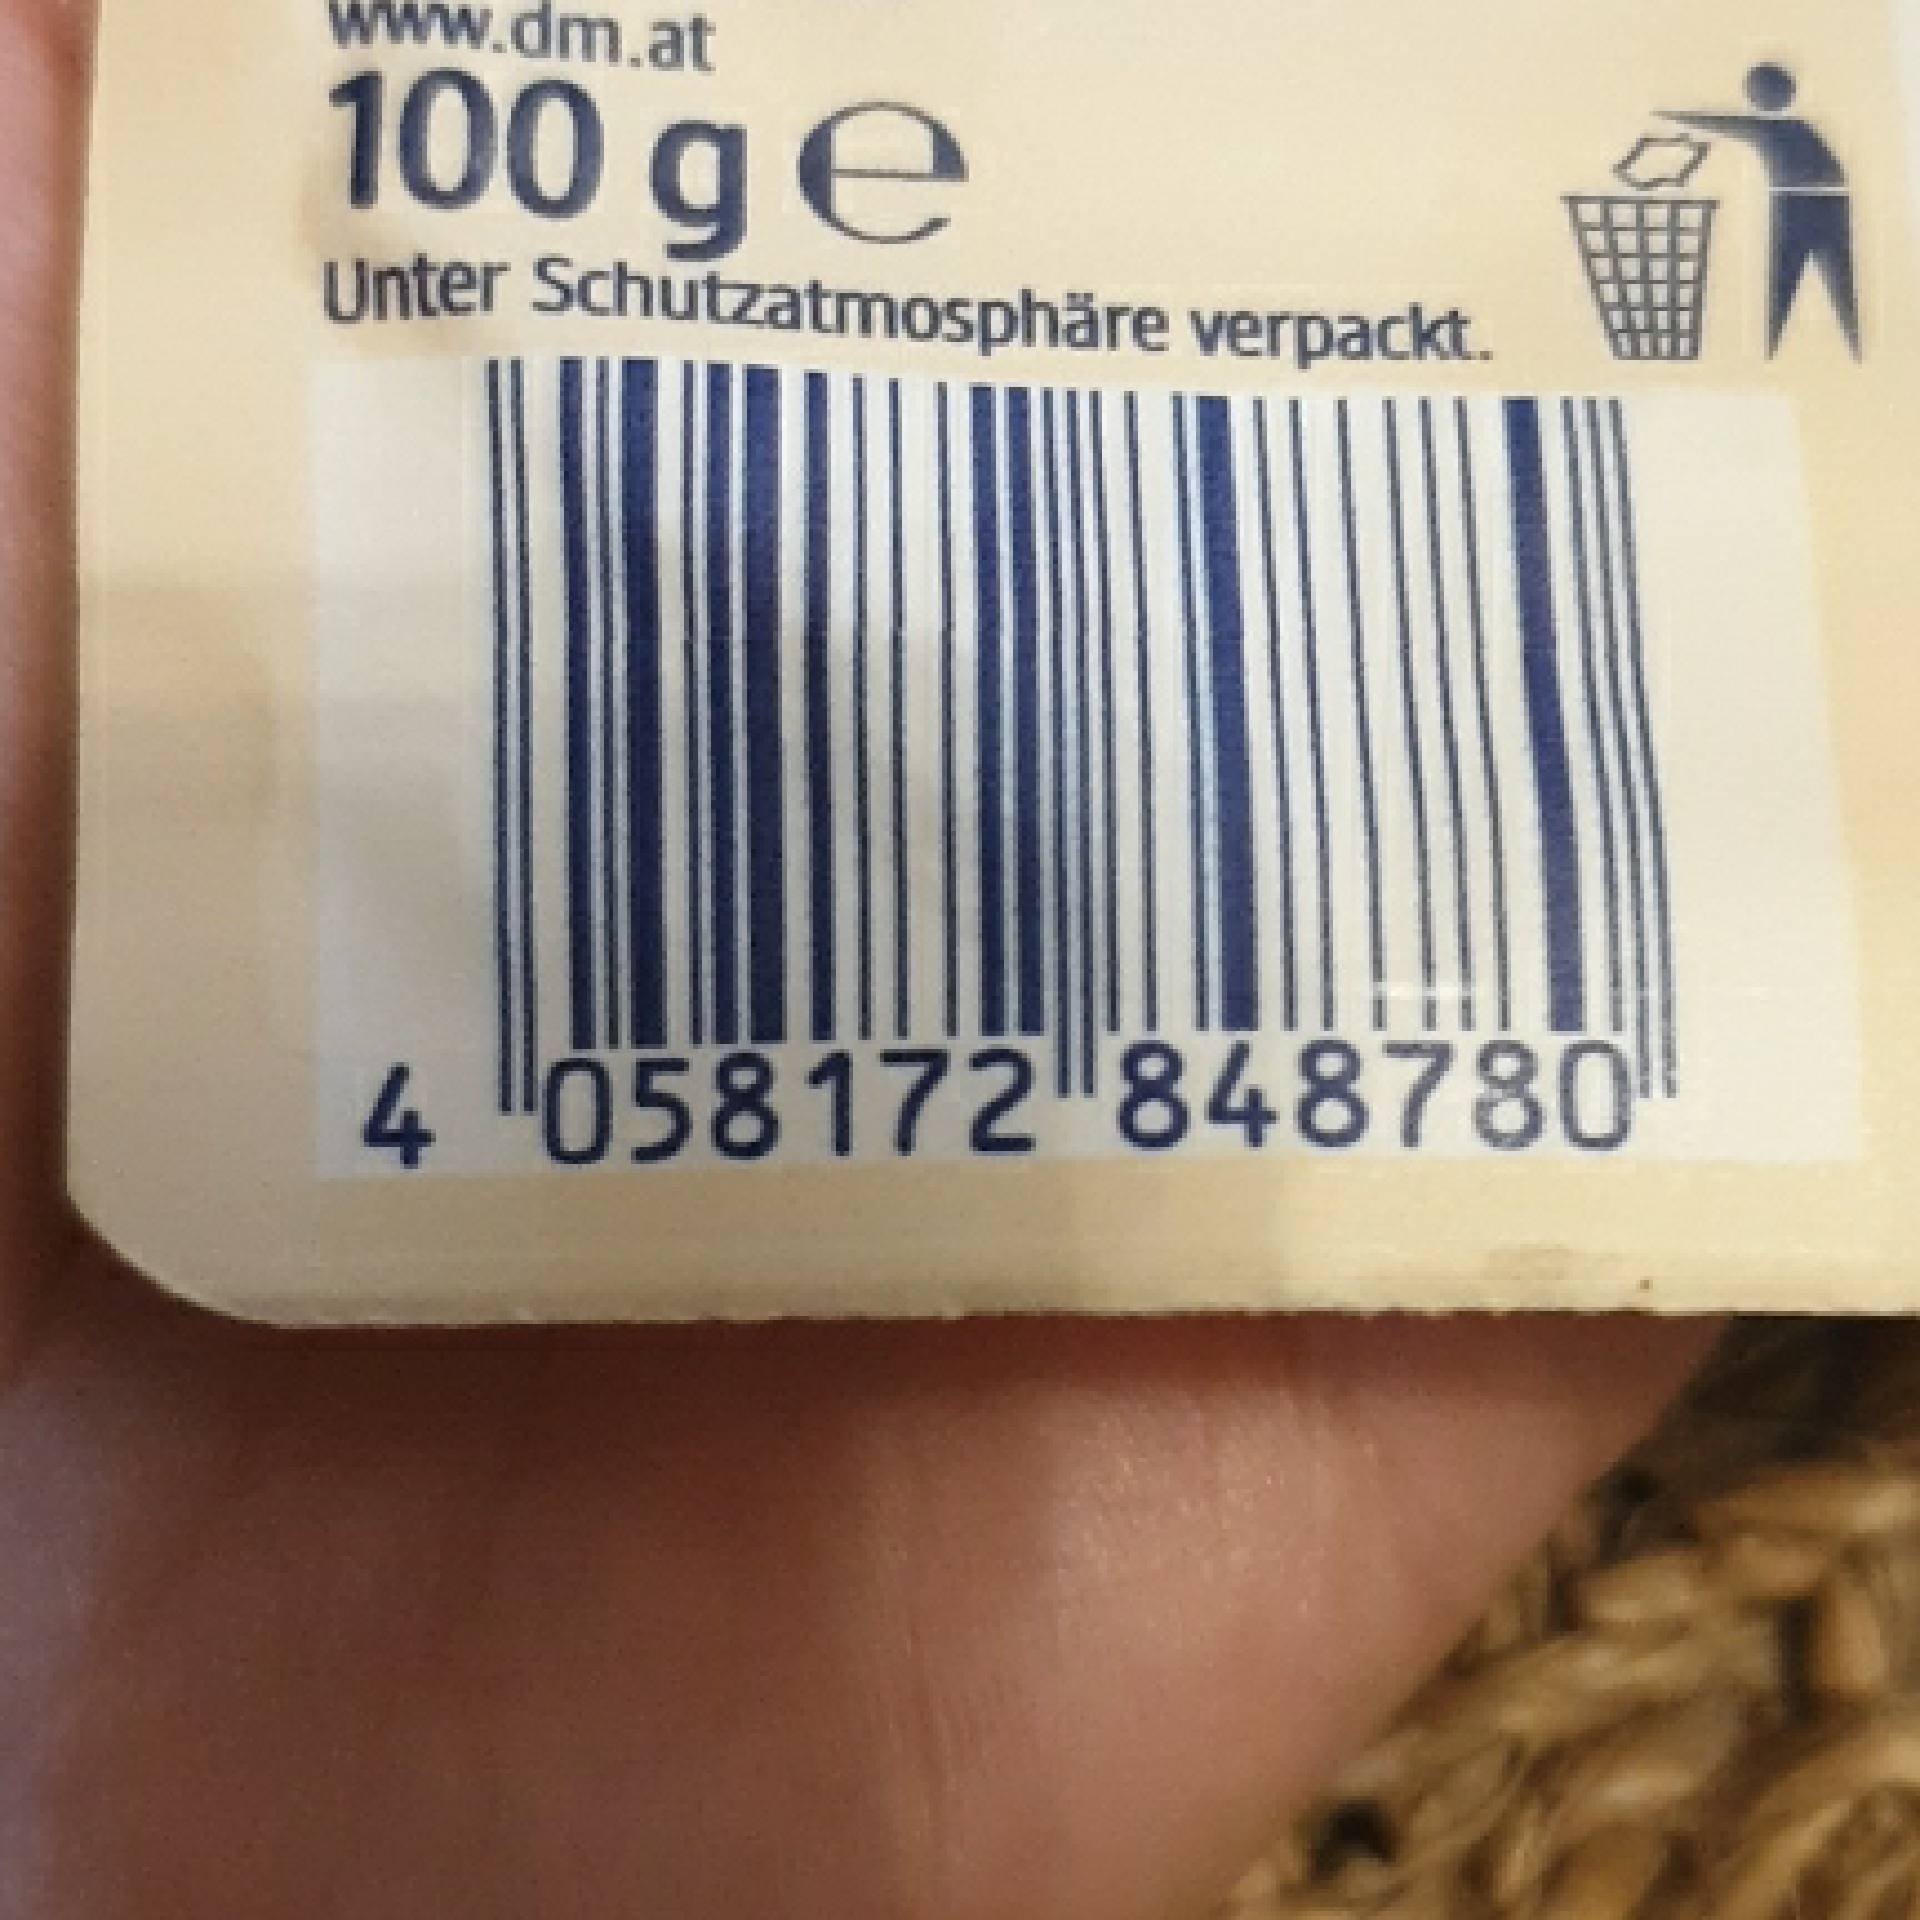 www.dm.at
100 g ℮
Unter Schutzatmosphäre verpackt.
4 058172 848780